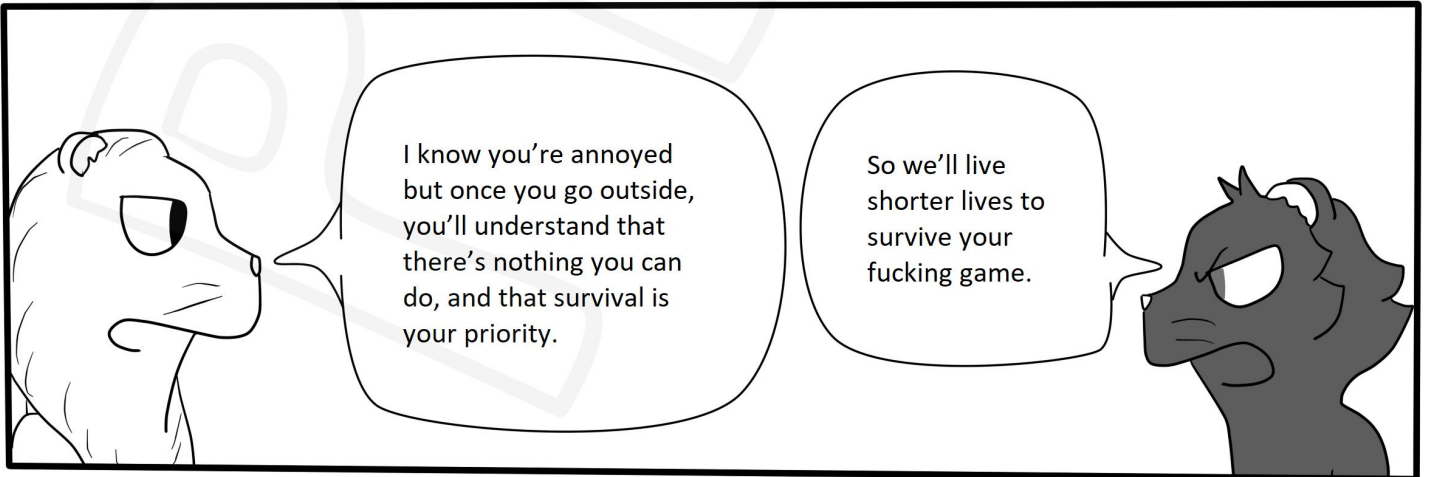 I know you’re annoyed
but once you go outside,
you’ll understand that
there’s nothing you can
do, and that survival is
your priority.
So we’ll live
shorter lives to
survive your
fucking game.